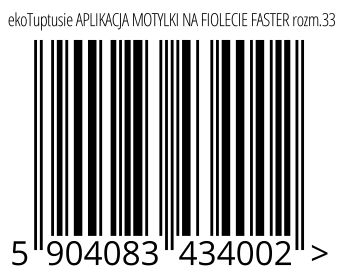 ekoTuptusie APLIKACJA MOTYLKI NA FIOLECIE FASTER rozm.33
5 904083 434002 >